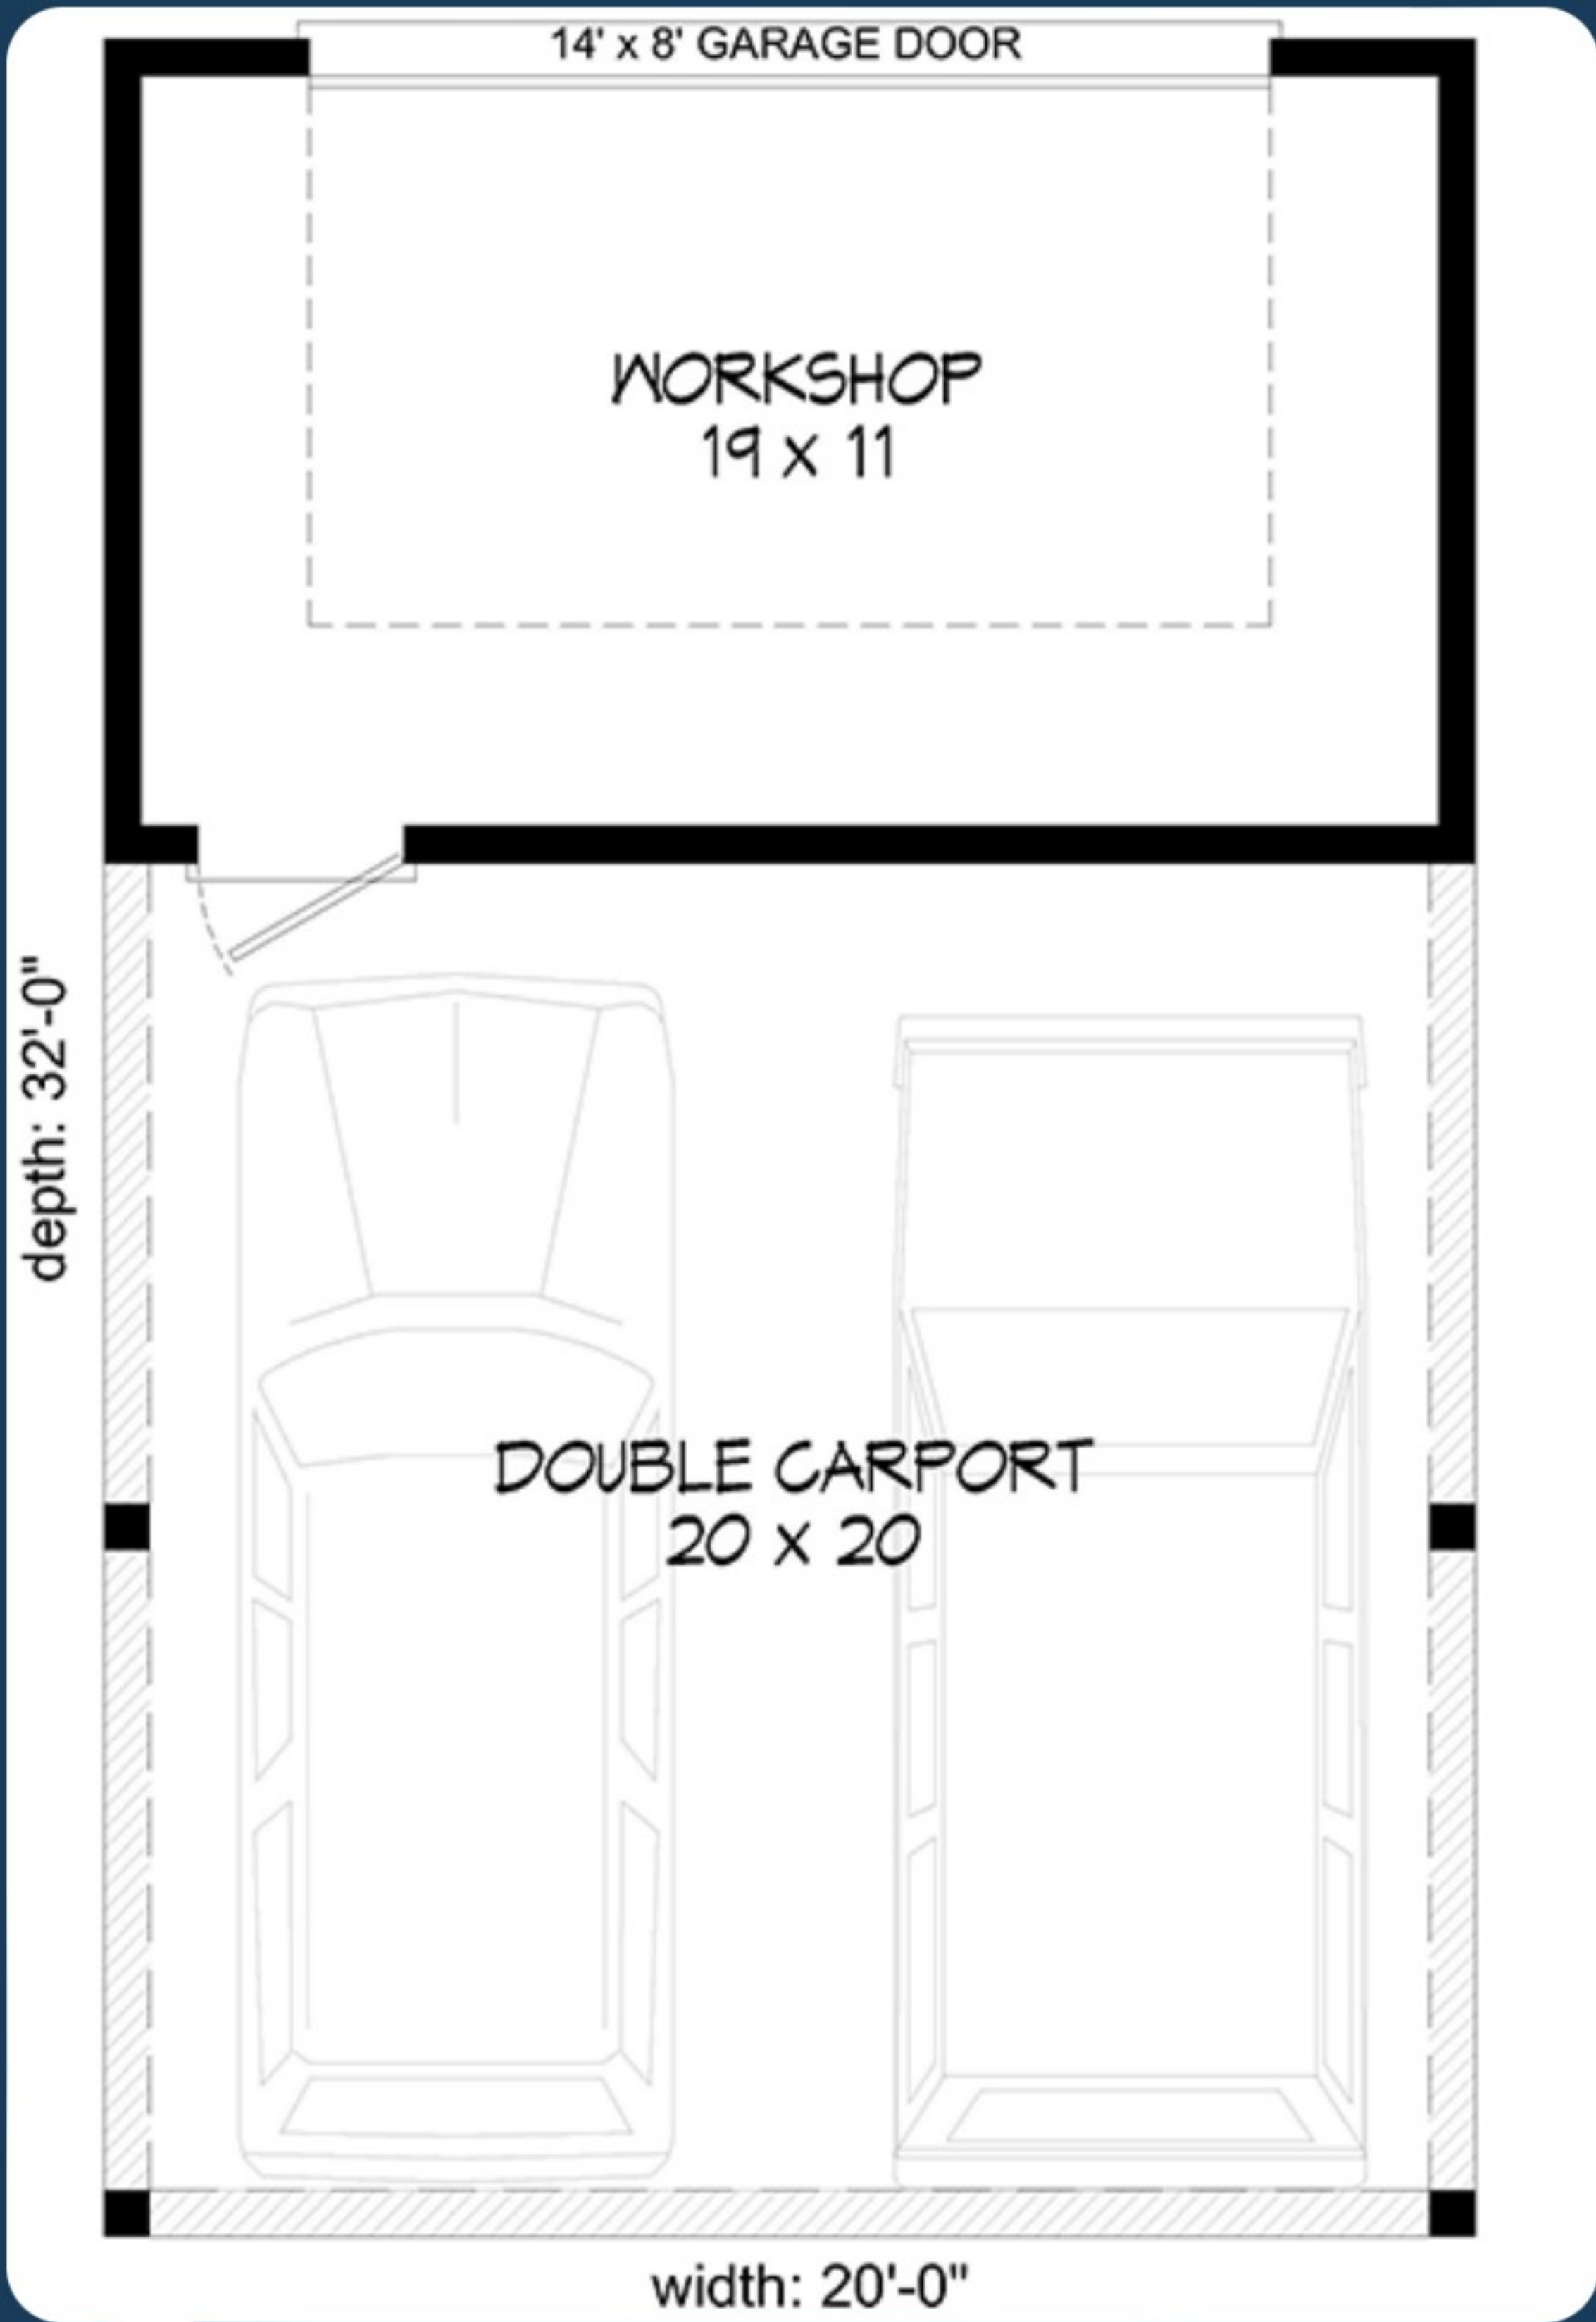 14' x 8' GARAGE DOOR
WORKSHOP
19 x 11
depth: 32'-0"
DOUBLE CARPORT
20 x 20
width: 20'-0"